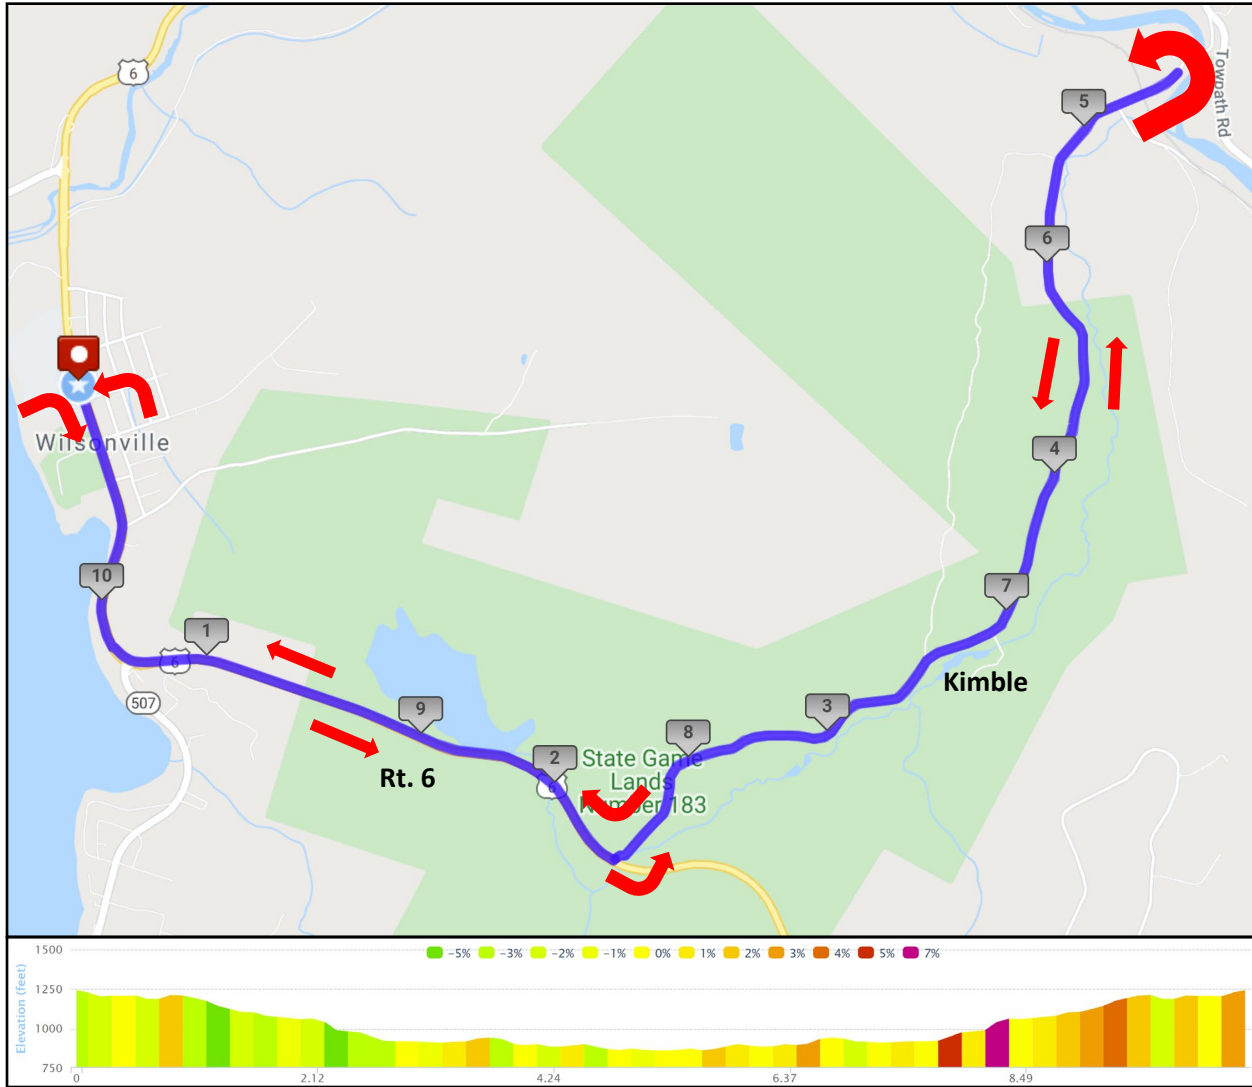 6
5
Towpath Rd
6
Wilsonville
4
10
7
1
6
Kimble
507
9
3
8
2
State Game
Rt. 6
Lands
6
Number 183
1500
-5% -3% -2% -1% 0% 1% 2% 3% 4% 5% 7%
1250
Elevation (feet)
1000
750
0 2.12 4.24 6.37 8.49